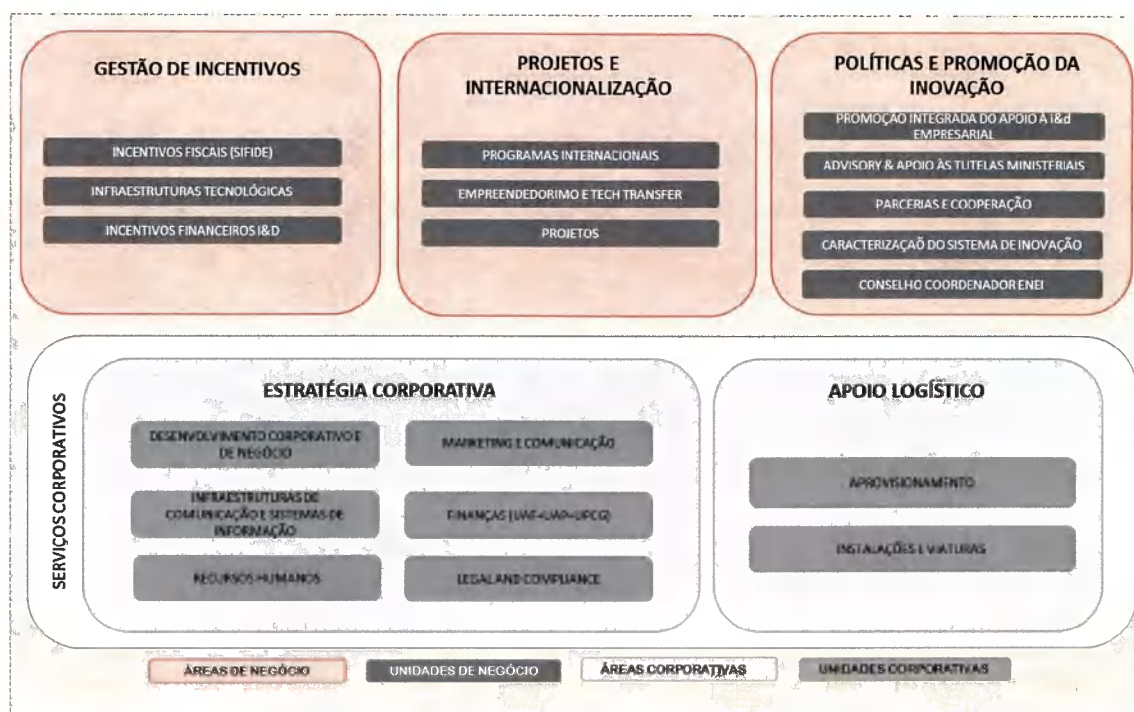 GESTÃO DE INCENTIVOS
INCENTIVOS FISCAIS (SIFIDE)
INFRAESTRUTURAS TECNOLÓGICAS
INCENTIVOS FINANCEIROS I&D
PROJETOS E
INTERNACIONALIZAÇÃO
PROGRAMAS INTERNACIONAIS
EMPREENDEDORIMO E TECH TRANSFER
PROJETOS
POLÍTICAS E PROMOÇÃO DA
INOVAÇÃO
PROMOÇÃO INTEGRADA DO APOIO À i&d
EMPRESARIAL
ADVISORY & APOIO ÀS TUTELAS MINISTERIAIS
PARCERIAS E COOPERAÇÃO
CARACTERIZAÇAÕ DO SISTEMA DE INOVAÇÃO
CONSELHO COORDENADOR ENEI
SERVIÇOS CORPORATIVOS
ESTRATÉGIA CORPORATIVA
DESENVOLVIMENTO CORPORATIVO E
DE NEGÓCIO
MARKETING E COMUNICAÇÃO
INFRAESTRUTURAS DE
COMUNICAÇÃO E SISTEMAS DE
INFORMAÇÃO
FINANÇAS (UAF+UAP+UPCG)
RECURSOS HUMANOS
LEGAL AND COMPLIANCE
APOIO LOGÍSTICO
APROVISIONAMENTO
INSTALAÇÕES E VIATURAS
ÁREAS DE NEGÓCIO
UNIDADES DE NEGÓCIO
ÁREAS CORPORATIVAS
UNIDADES CORPORATIVAS